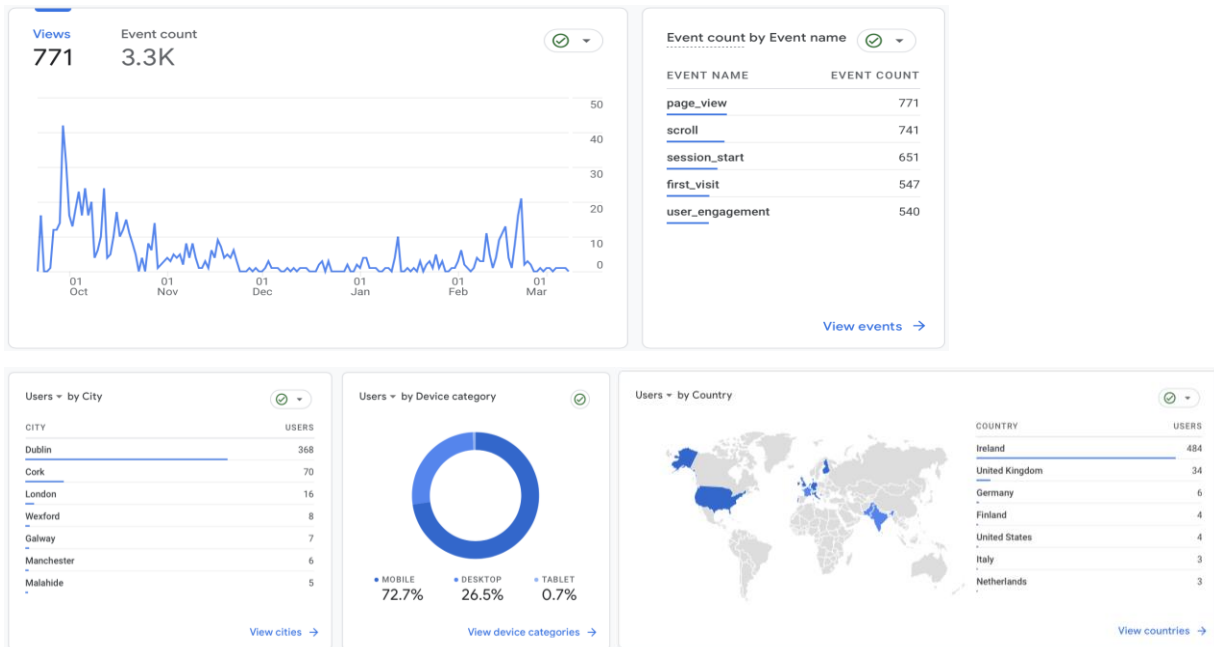 Views Event count
771 3.3K
50
40
30
20
10
0
01 01 01 01 01 01
Oct Nov Dec Jan Feb Mar
Event count by Event name
EVENT NAME EVENT COUNT
page_view 771
scroll 741
session_start 651
first_visit 547
user_engagement 540
View events →
Users by City
CITY USERS
Dublin 368
Cork 70
London 16
Wexford 8
Galway 7
Manchester 6
Malahide 5
View cities →
Users by Device category
MOBILE DESKTOP TABLET
72.7% 26.5% 0.7%
View device categories →
Users by Country
COUNTRY USERS
Ireland 484
United Kingdom 34
Germany 6
Finland 4
United States 4
Italy 3
Netherlands 3
View countries →